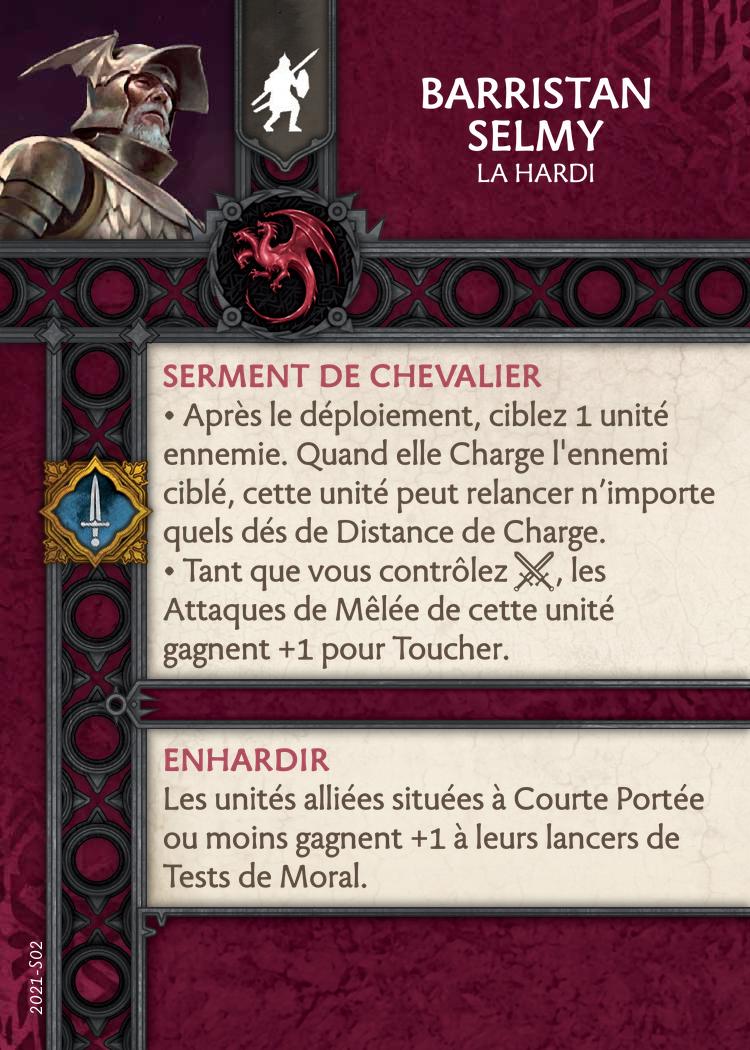 BARRISTAN
SELMY
LA HARDI
SERMENT DE CHEVALIER
• Après le déploiement, ciblez 1 unité
ennemie. Quand elle Charge l'ennemi
ciblé, cette unité peut relancer n’importe
quels dés de Distance de Charge.
• Tant que vous contrôlez , les
Attaques de Mêlée de cette unité
gagnent +1 pour Toucher.
ENHARDIR
Les unités alliées situées à Courte Portée
ou moins gagnent +1 à leurs lancers de
Tests de Moral.
2021-S02